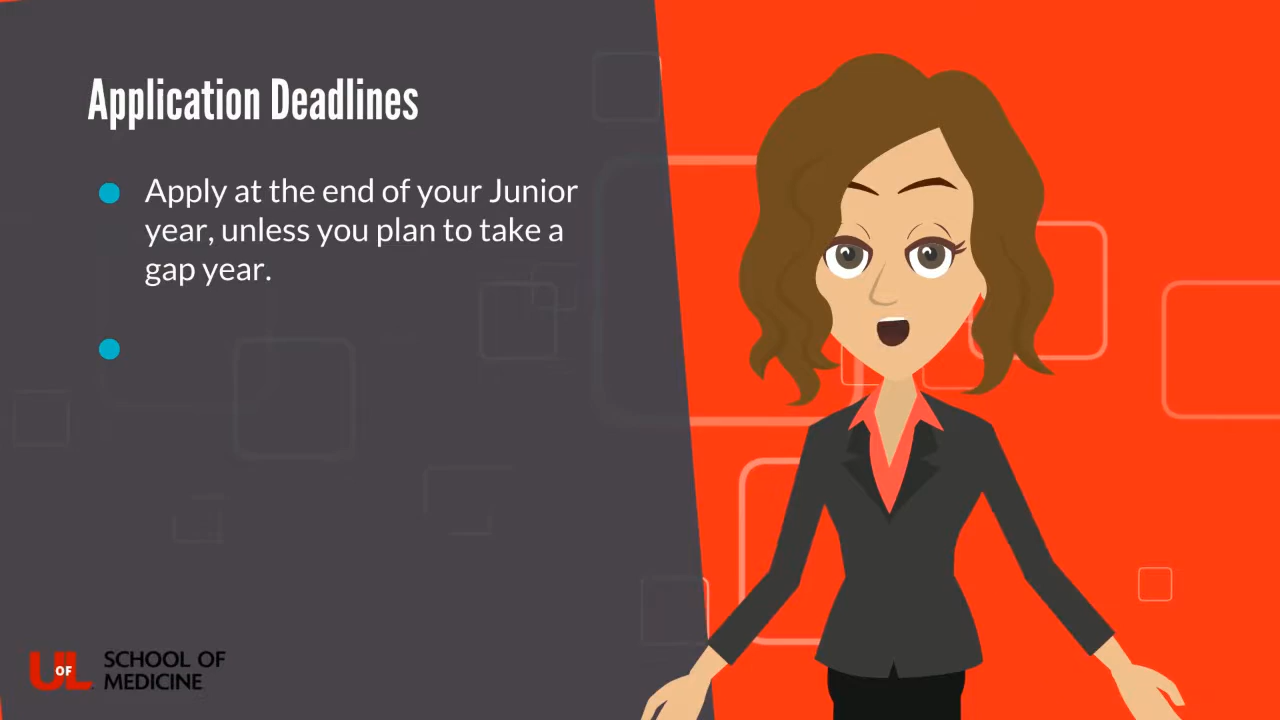 Application Deadlines
Apply at the end of your Junior
year, unless you plan to take a
gap year.
UOFL SCHOOL OF
MEDICINE